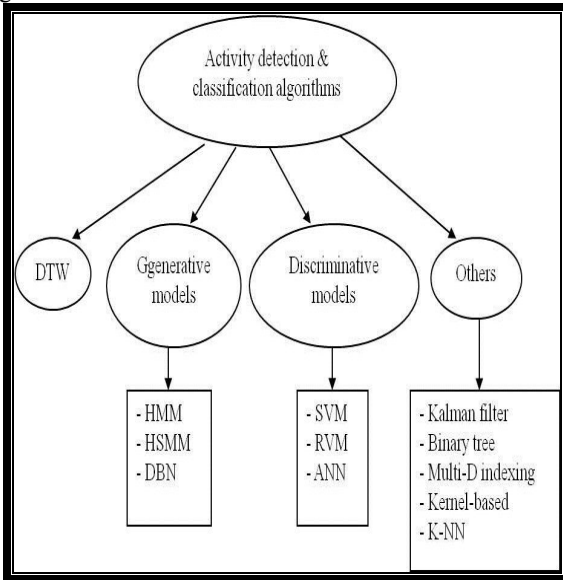 Activity detection &
classification algorithms
DTW
Ggenerative
models
Discriminative
models
Others
- HMM
- HSMM
- DBN
- SVM
- RVM
- ANN
- Kalman filter
- Binary tree
- Multi-D indexing
- Kernel-based
- K-NN